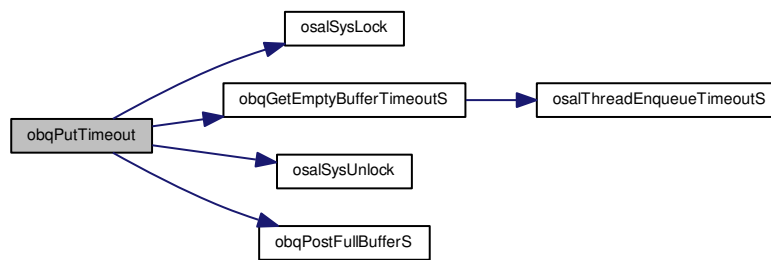 obqPutTimeout
osalSysLock
obqGetEmptyBufferTimeoutS
osalThreadEnqueueTimeoutS
osalSysUnlock
obqPostFullBufferS